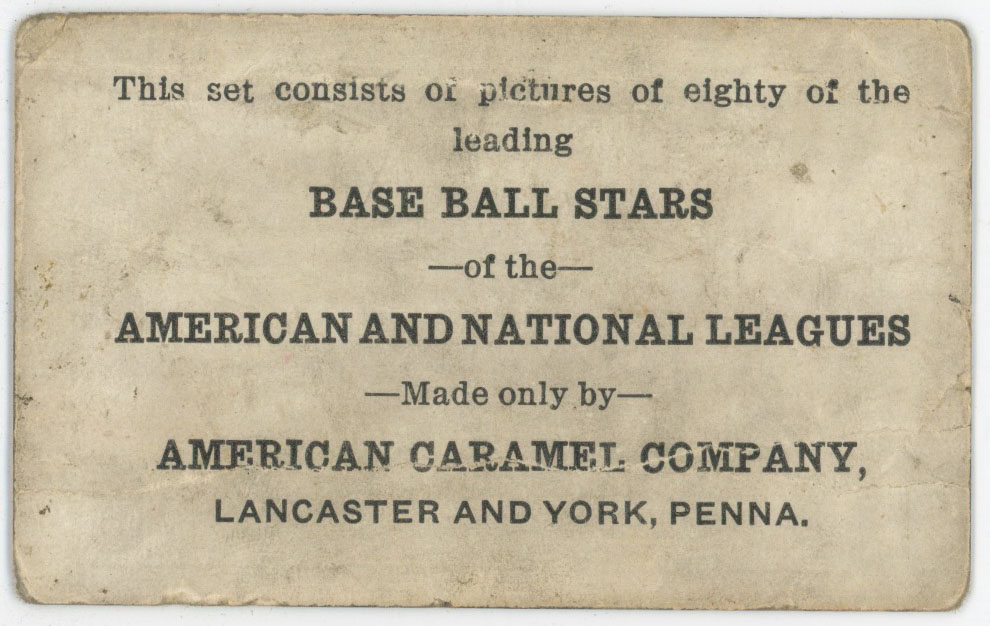 This set consists of pictures of eighty of the
leading
BASE BALL STARS
—of the—
AMERICAN AND NATIONAL LEAGUES
—Made only by—
AMERICAN CARAMEL COMPANY,
LANCASTER AND YORK, PENNA.